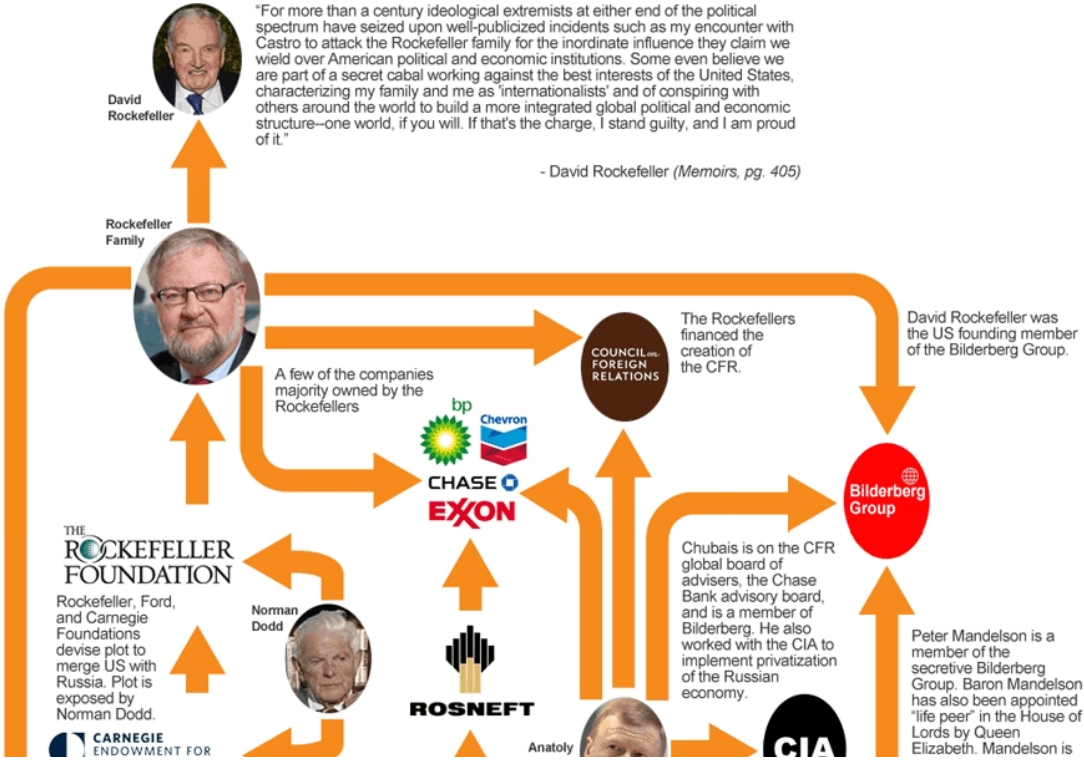 “For more than a century ideological extremists at either end of the political
spectrum have seized upon well-publicized incidents such as my encounter with
Castro to attack the Rockefeller family for the inordinate influence they claim we
wield over American political and economic institutions. Some even believe we
are part of a secret cabal working against the best interests of the United States,
characterizing my family and me as 'internationalists' and of conspiring with
others around the world to build a more integrated global political and economic
structure--one world, if you will. If that's the charge, I stand guilty, and I am proud
of it.”
- David Rockefeller (Memoirs, pg. 405)
David
Rockefeller
Rockefeller
Family
The Rockefellers
financed the
creation of
the CFR.
David Rockefeller was
the US founding member
of the Bilderberg Group.
COUNCIL on
FOREIGN
RELATIONS
A few of the companies
majority owned by the
Rockefellers
bp
Chevron
CHASE
EXXON
Bilderberg
Group
THE
ROCKEFELLER
FOUNDATION
Rockefeller, Ford,
and Carnegie
Foundations
devise plot to
merge US with
Russia. Plot is
exposed by
Norman Dodd.
Norman
Dodd
Chubais is on the CFR
global board of
advisers, the Chase
Bank advisory board,
and is a member of
Bilderberg. He also
worked with the CIA to
implement privatization
of the Russian
economy.
Peter Mandelson is a
member of the
secretive Bilderberg
Group. Baron Mandelson
has also been appointed
“life peer” in the House of
Lords by Queen
Elizabeth. Mandelson is
ROSNEFT
CARNEGIE
ENDOWMENT FOR
Anatoly
CIA